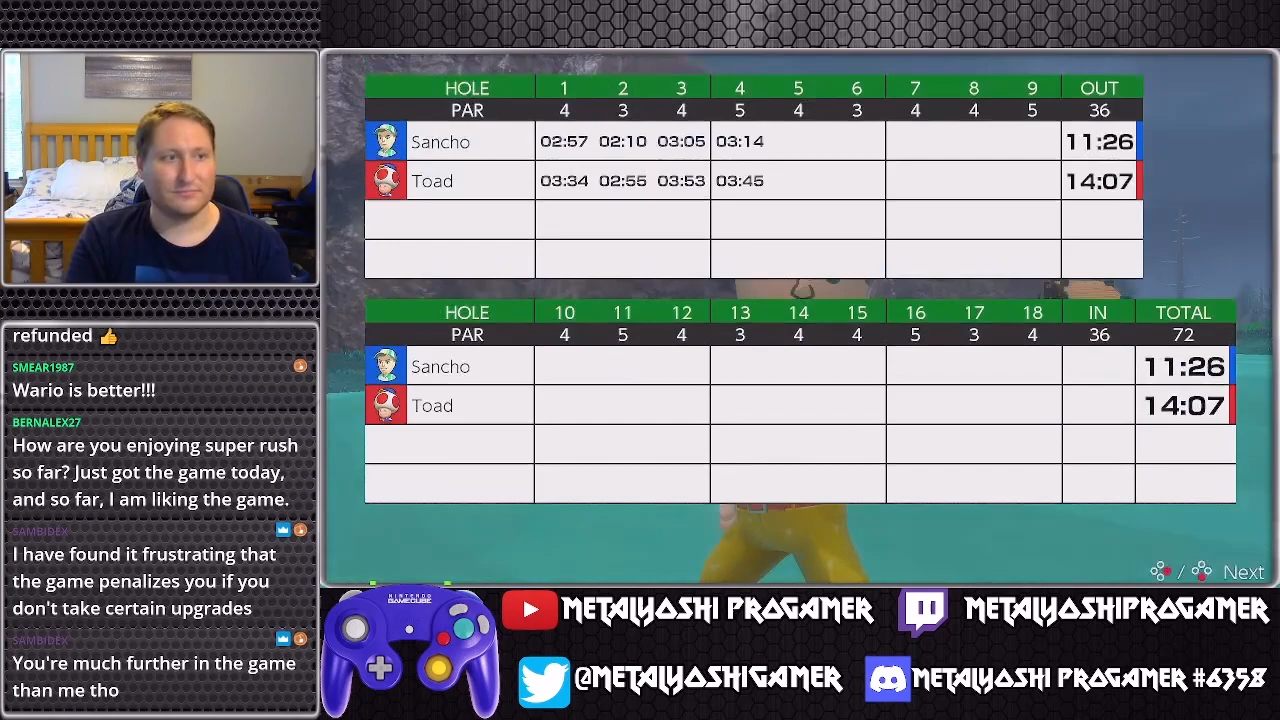 HOLE 1 2 3 4 5 6 7 8 9 OUT
PAR 4 3 4 5 4 3 4 4 5 36
Sancho 02:57 02:10 03:05 03:14 11:26
Toad 03:34 02:55 03:53 03:45 14:07
HOLE 10 11 12 13 14 15 16 17 18 IN TOTAL
PAR 4 5 4 3 4 4 5 3 4 36 72
Sancho 11:26
Toad 14:07
Next
refunded 👍
SMEAR1987
Wario is better!!!
BERNALEX27
How are you enjoying super rush
so far? Just got the game today,
and so far, I am liking the game.
SAMBIDEX
I have found it frustrating that
the game penalizes you if you
don't take certain upgrades
SAMBIDEX
You're much further in the game
than me tho
NINTENDO
GAMECUBE
METALYOSHI PROGAMER
METALYOSHIPROGAMER
@METALYOSHIGAMER
METALYOSHI PROGAMER #6358